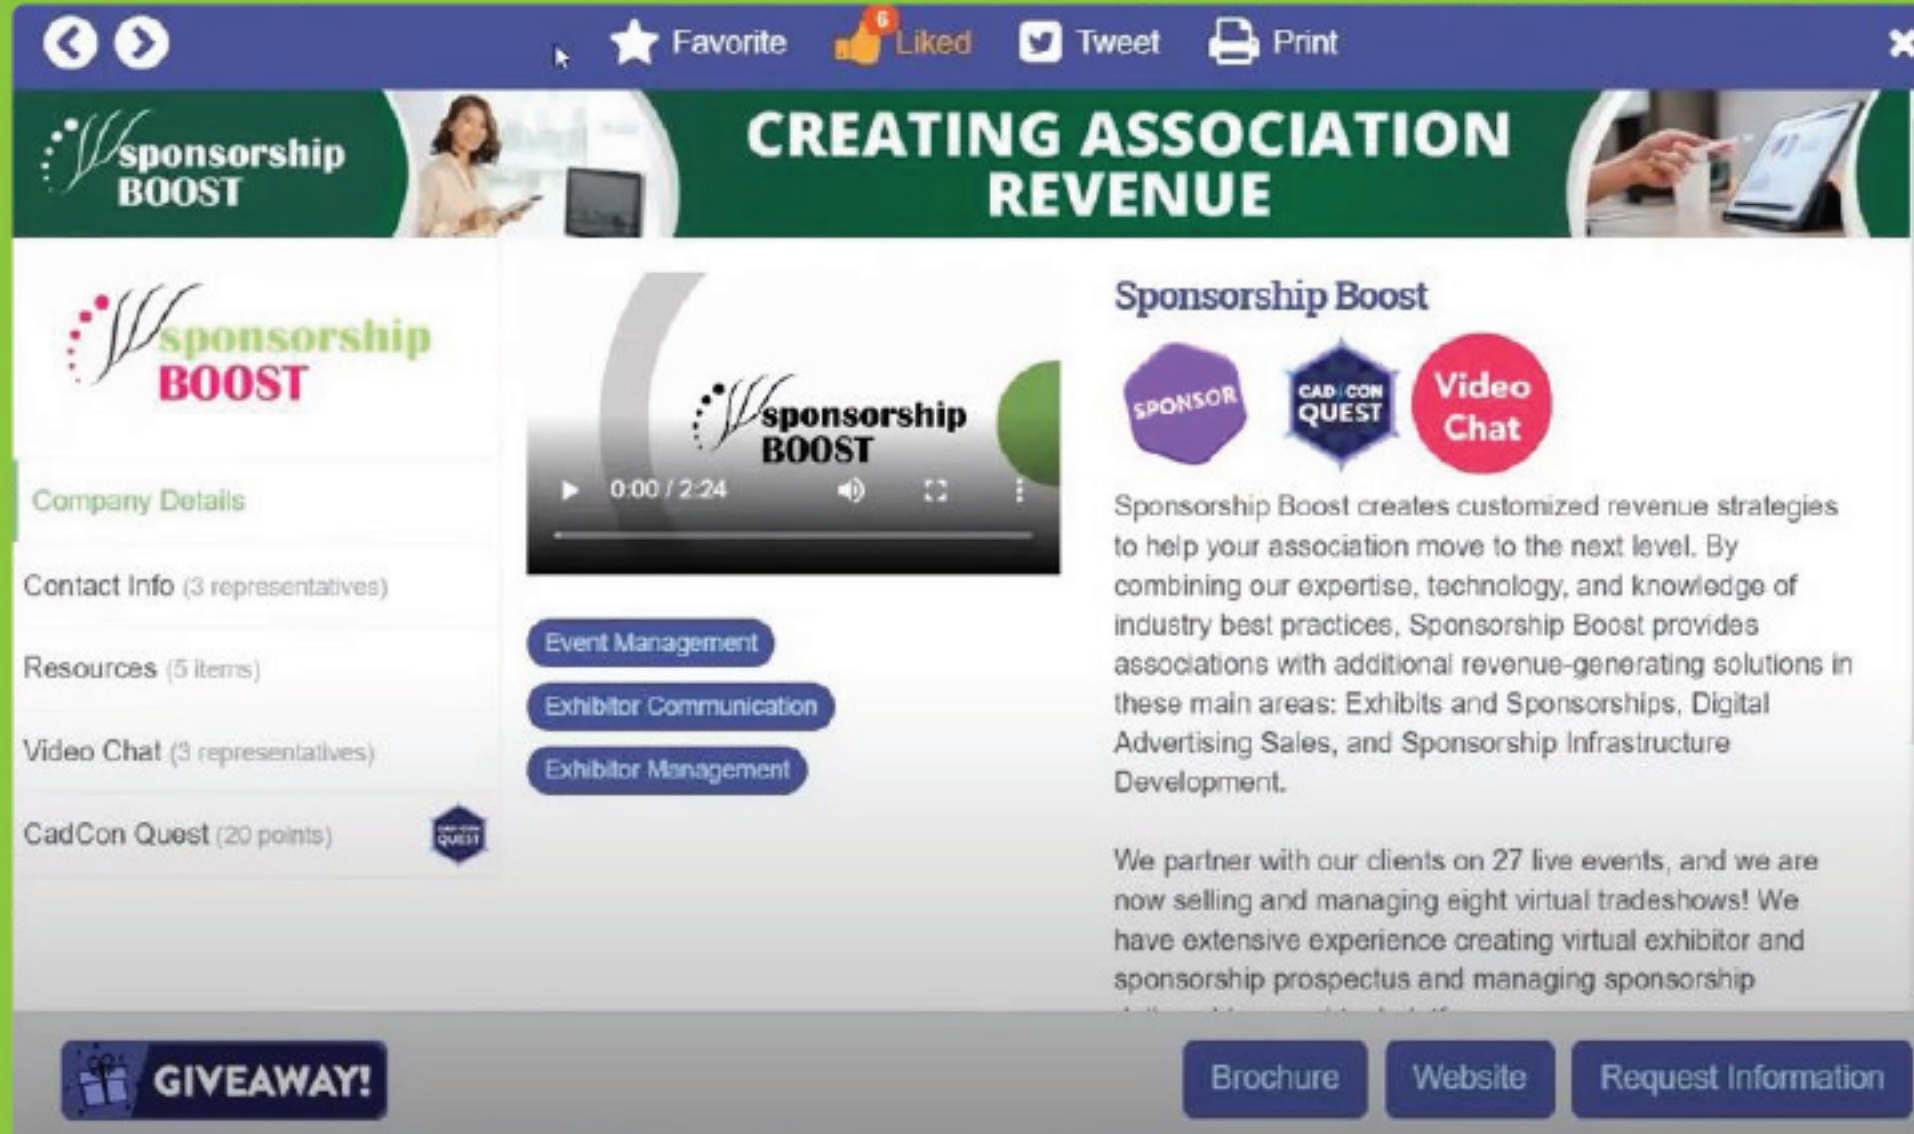 Favorite
6
Liked
Tweet
Print
sponsorship
BOOST
CREATING ASSOCIATION
REVENUE
sponsorship
BOOST
Company Details
Contact Info (3 representatives)
Resources (5 items)
Video Chat (3 representatives)
CadCon Quest (20 points)
QUEST
sponsorship
BOOST
0:00 / 2:24
Event Management
Exhibitor Communication
Exhibitor Management
Sponsorship Boost
SPONSOR
CAD CON
QUEST
Video
Chat
Sponsorship Boost creates customized revenue strategies
to help your association move to the next level. By
combining our expertise, technology, and knowledge of
industry best practices, Sponsorship Boost provides
associations with additional revenue-generating solutions in
these main areas: Exhibits and Sponsorships, Digital
Advertising Sales, and Sponsorship Infrastructure
Development.
We partner with our clients on 27 live events, and we are
now selling and managing eight virtual tradeshows! We
have extensive experience creating virtual exhibitor and
sponsorship prospectus and managing sponsorship
GIVEAWAY!
Brochure
Website
Request Information